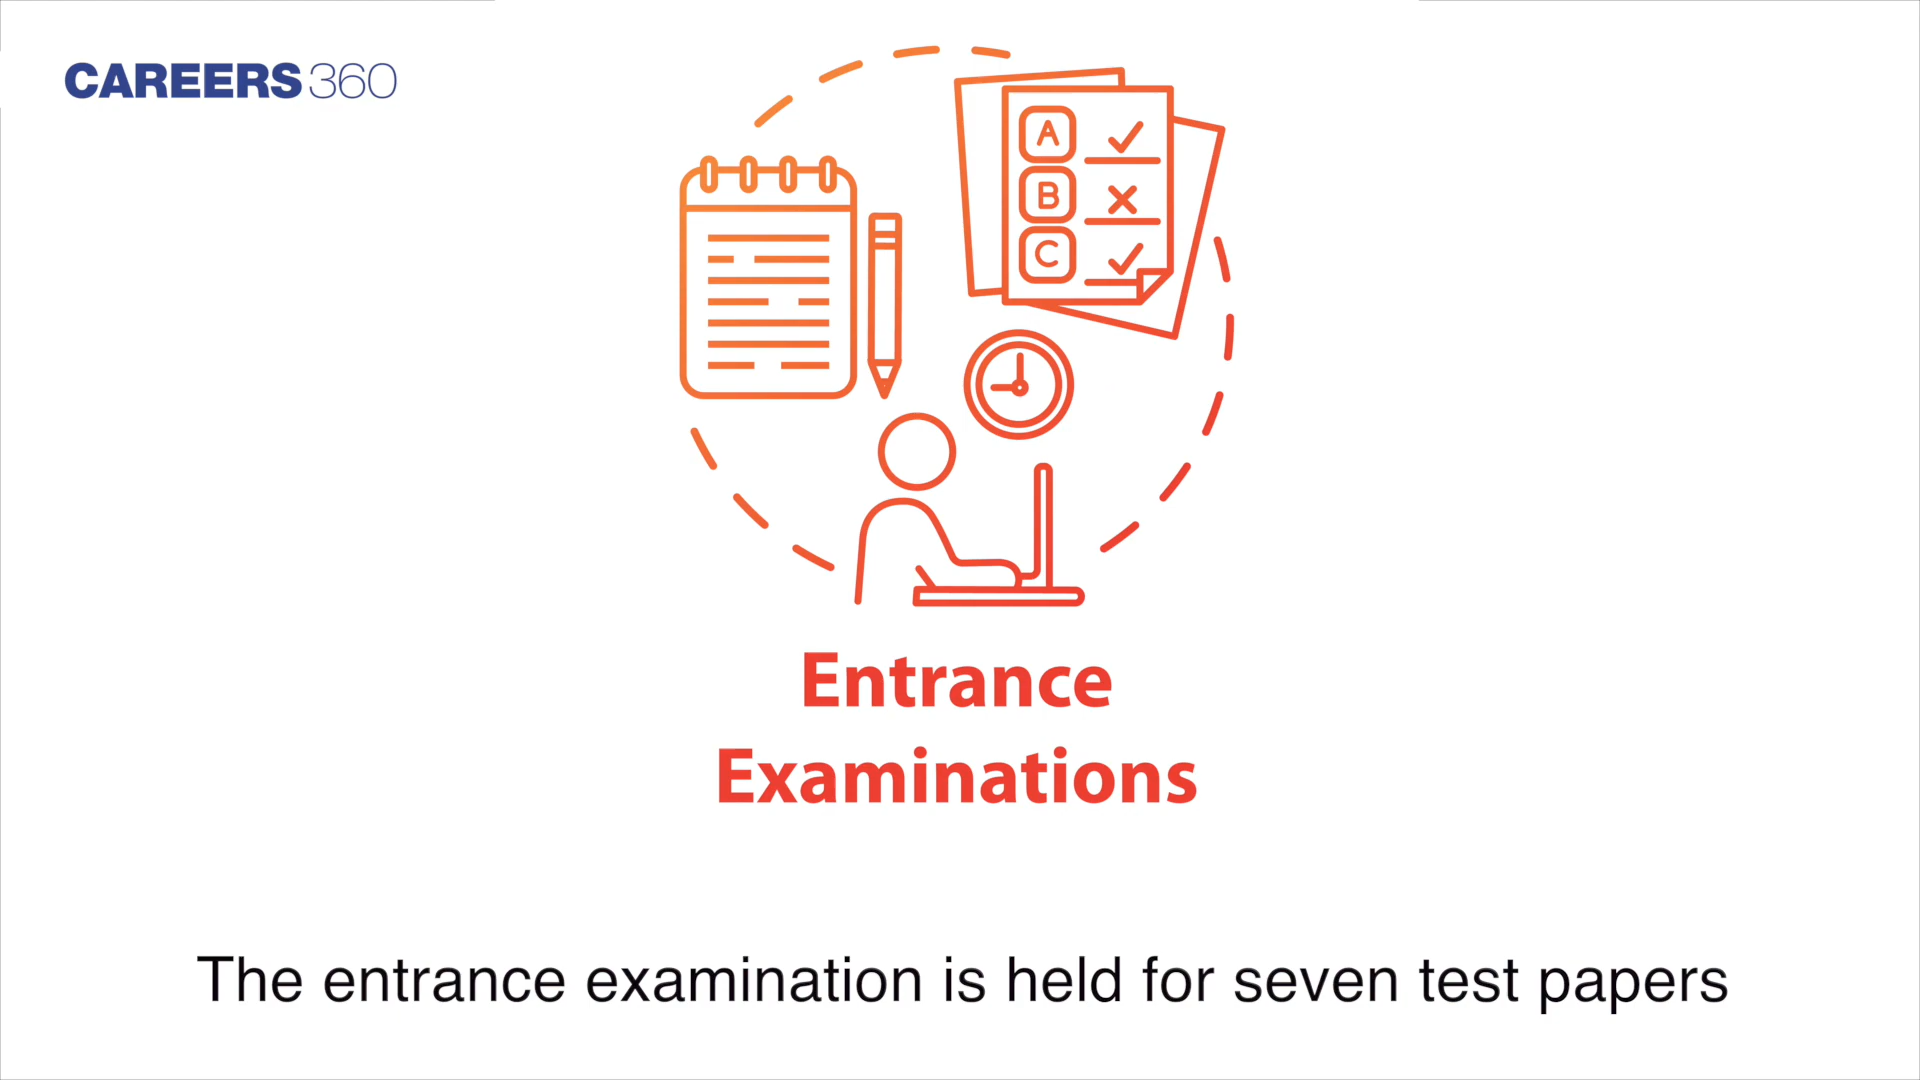 CAREERS360
A
B
C
Entrance
Examinations
The entrance examination is held for seven test papers